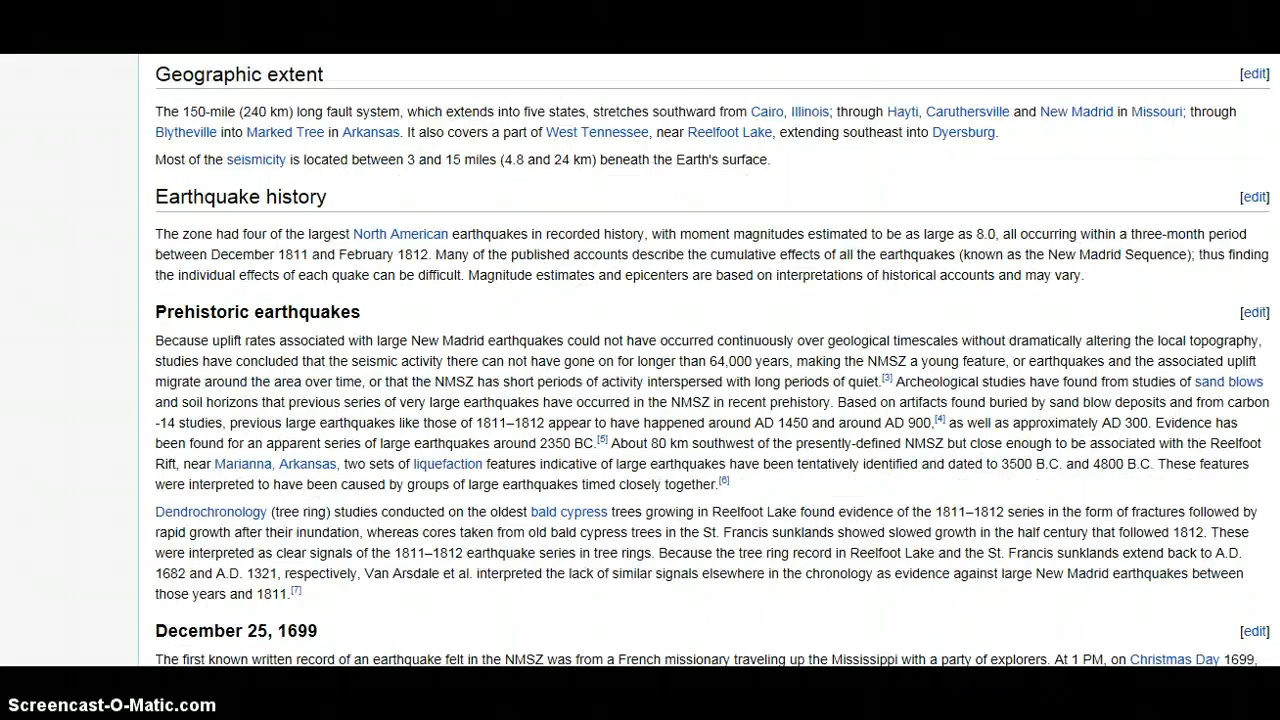 Geographic extent [edit]
The 150-mile (240 km) long fault system, which extends into five states, stretches southward from Cairo, Illinois; through Hayti, Caruthersville and New Madrid in Missouri; through
Blytheville into Marked Tree in Arkansas. It also covers a part of West Tennessee, near Reelfoot Lake, extending southeast into Dyersburg.
Most of the seismicity is located between 3 and 15 miles (4.8 and 24 km) beneath the Earth's surface.
Earthquake history [edit]
The zone had four of the largest North American earthquakes in recorded history, with moment magnitudes estimated to be as large as 8.0, all occurring within a three-month period
between December 1811 and February 1812. Many of the published accounts describe the cumulative effects of all the earthquakes (known as the New Madrid Sequence); thus finding
the individual effects of each quake can be difficult. Magnitude estimates and epicenters are based on interpretations of historical accounts and may vary.
Prehistoric earthquakes [edit]
Because uplift rates associated with large New Madrid earthquakes could not have occurred continuously over geological timescales without dramatically altering the local topography,
studies have concluded that the seismic activity there can not have gone on for longer than 64,000 years, making the NMSZ a young feature, or earthquakes and the associated uplift
migrate around the area over time, or that the NMSZ has short periods of activity interspersed with long periods of quiet.[3] Archeological studies have found from studies of sand blows
and soil horizons that previous series of very large earthquakes have occurred in the NMSZ in recent prehistory. Based on artifacts found buried by sand blow deposits and from carbon
-14 studies, previous large earthquakes like those of 1811–1812 appear to have happened around AD 1450 and around AD 900,[4] as well as approximately AD 300. Evidence has
been found for an apparent series of large earthquakes around 2350 BC.[5] About 80 km southwest of the presently-defined NMSZ but close enough to be associated with the Reelfoot
Rift, near Marianna, Arkansas, two sets of liquefaction features indicative of large earthquakes have been tentatively identified and dated to 3500 B.C. and 4800 B.C. These features
were interpreted to have been caused by groups of large earthquakes timed closely together.[6]
Dendrochronology (tree ring) studies conducted on the oldest bald cypress trees growing in Reelfoot Lake found evidence of the 1811–1812 series in the form of fractures followed by
rapid growth after their inundation, whereas cores taken from old bald cypress trees in the St. Francis sunklands showed slowed growth in the half century that followed 1812. These
were interpreted as clear signals of the 1811–1812 earthquake series in tree rings. Because the tree ring record in Reelfoot Lake and the St. Francis sunklands extend back to A.D.
1682 and A.D. 1321, respectively, Van Arsdale et al. interpreted the lack of similar signals elsewhere in the chronology as evidence against large New Madrid earthquakes between
those years and 1811.[7]
December 25, 1699 [edit]
The first known written record of an earthquake felt in the NMSZ was from a French missionary traveling up the Mississippi with a party of explorers. At 1 PM, on Christmas Day 1699,
Screencast-O-Matic.com